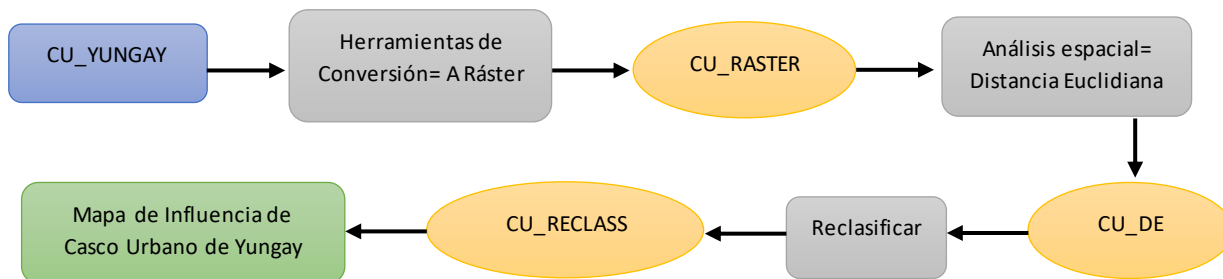 CU_YUNGAY
Herramientas de
Conversión= A Ráster
CU_RASTER
Análisis espacial=
Distancia Euclidiana
CU_DE
Reclasificar
CU_RECLASS
Mapa de Influencia de
Casco Urbano de Yungay